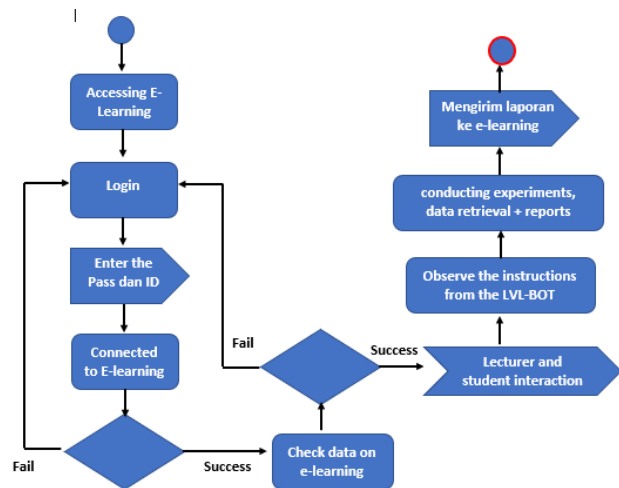 Accessing E-
Learning
Login
Enter the
Pass dan ID
Connected
to E-learning
Fail
Success
Check data on
e-learning
Fail
Success
Lecturer and
student interaction
Observe the instructions
from the LVL-BOT
conducting experiments,
data retrieval + reports
Mengirim laporan
ke e-learning